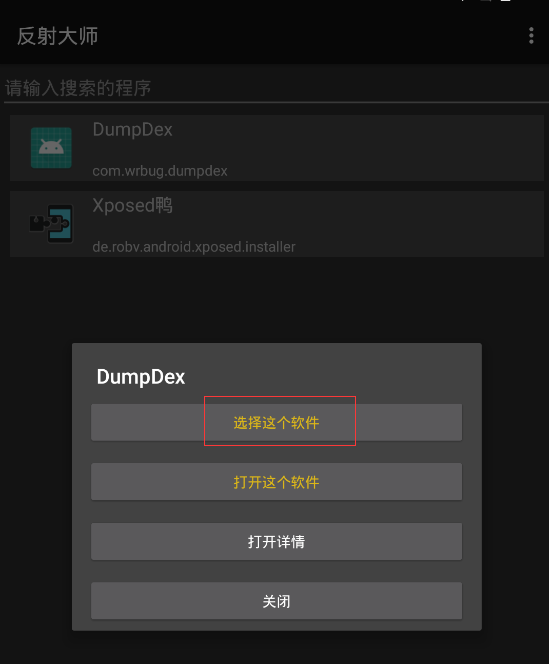 反射大师
请输入搜索的程序
DumpDex
com.wrbug.dumpdex
Xposed鸭
de.robv.android.xposed.installer
DumpDex
选择这个软件
打开这个软件
打开详情
关闭